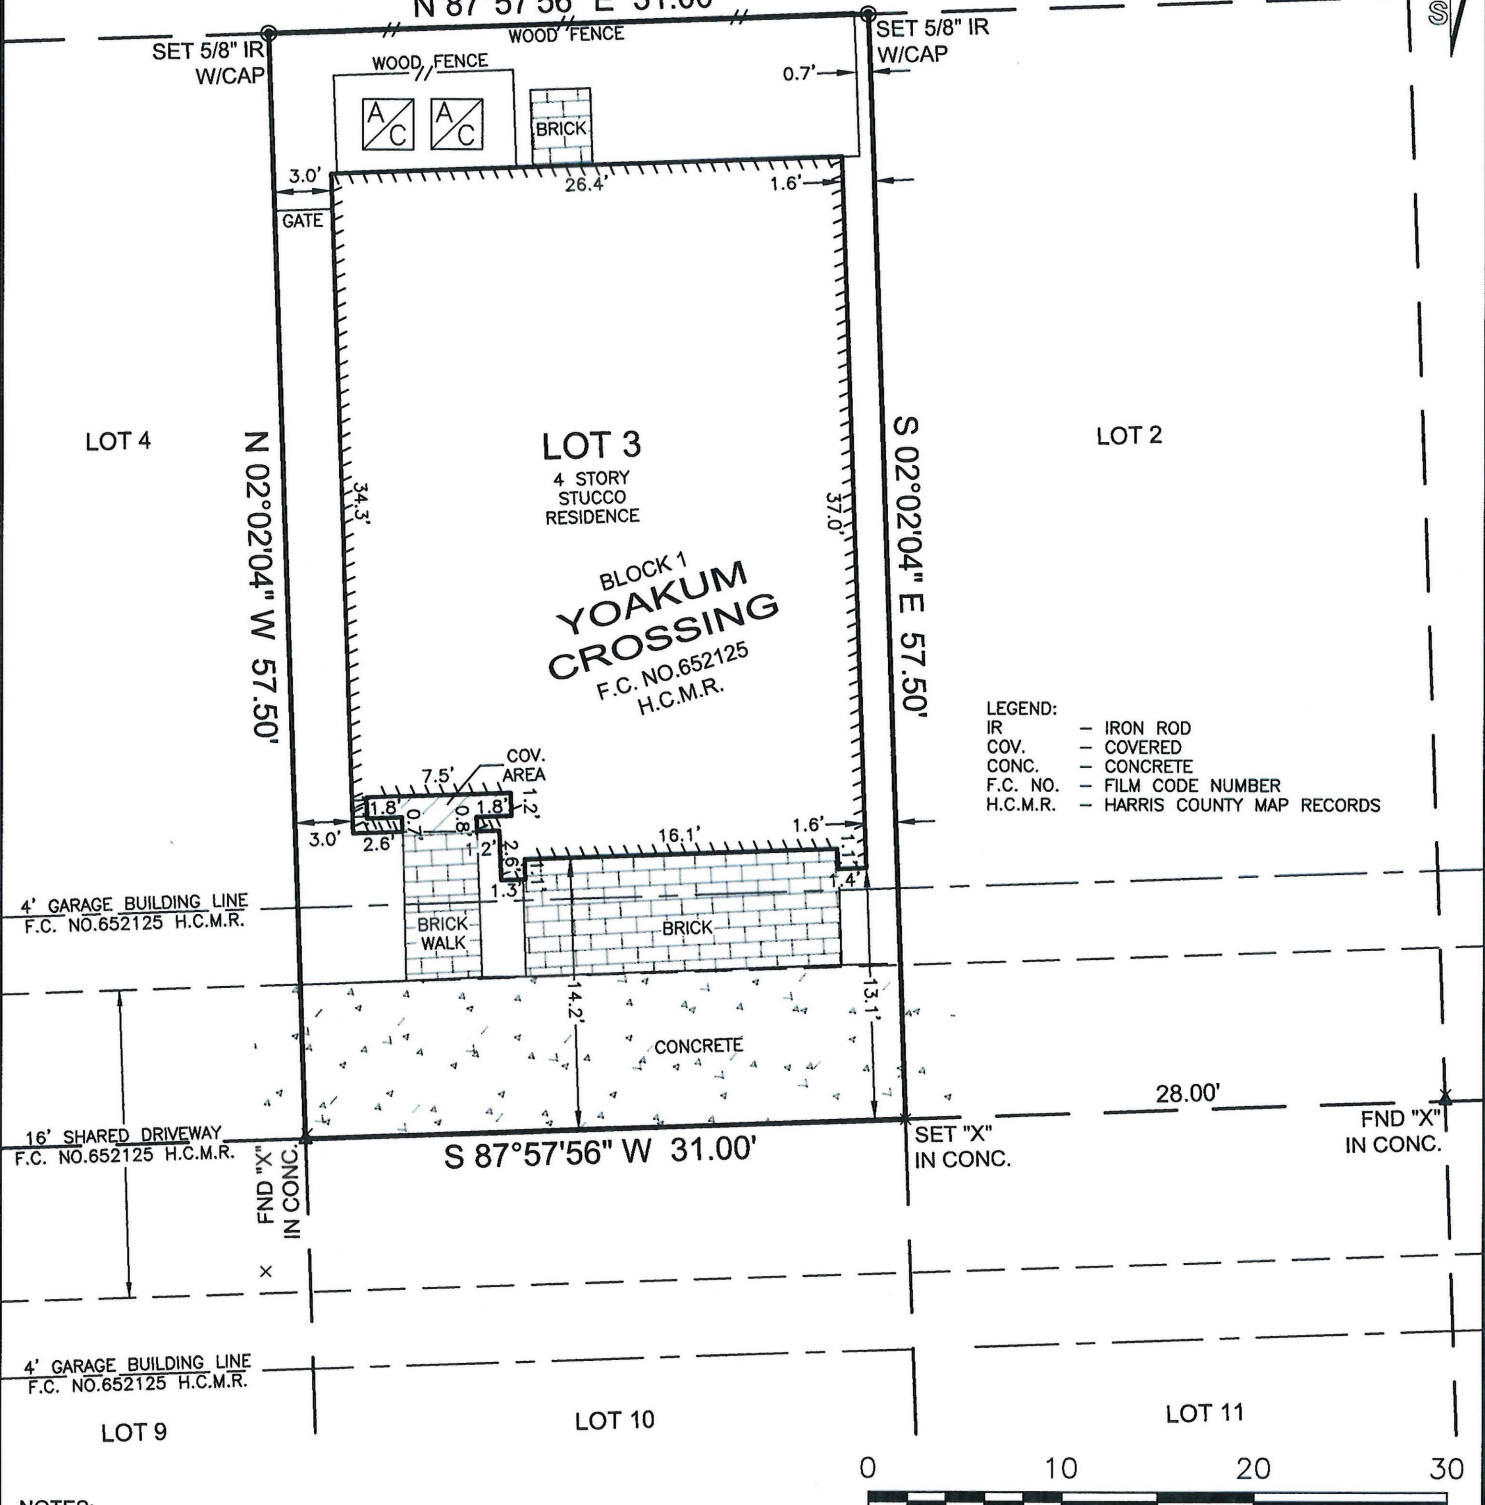 N 87°57'56" E 31.00'
WOOD FENCE
SET 5/8" IR
W/CAP
SET 5/8" IR
W/CAP
S
WOOD FENCE
A/C
A/C
BRICK
0.7'
3.0'
26.4'
1.6'
GATE
LOT 4
LOT 3
4 STORY
STUCCO
RESIDENCE
LOT 2
N 02°02'04" W 57.50'
34.3'
37.0'
S 02°02'04" E 57.50'
BLOCK 1
YOAKUM
CROSSING
F.C. NO.652125
H.C.M.R.
LEGEND:
IR – IRON ROD
COV. – COVERED
CONC. – CONCRETE
F.C. NO. – FILM CODE NUMBER
H.C.M.R. – HARRIS COUNTY MAP RECORDS
COV.
AREA
7.5'
1.8'
0.7'
0.8'
1.8'
1.2'
3.0'
2.6'
1.2'
2.6'
1.3'
1.1'
16.1'
1.6'
1.1'
1.4'
4' GARAGE BUILDING LINE
F.C. NO.652125 H.C.M.R.
BRICK
WALK
BRICK
14.2'
13.1'
CONCRETE
28.00'
16' SHARED DRIVEWAY
F.C. NO.652125 H.C.M.R.
FND "X"
IN CONC.
S 87°57'56" W 31.00'
SET "X"
IN CONC.
FND "X"
IN CONC.
4' GARAGE BUILDING LINE
F.C. NO.652125 H.C.M.R.
LOT 9
LOT 10
LOT 11
0 10 20 30
NOTES: